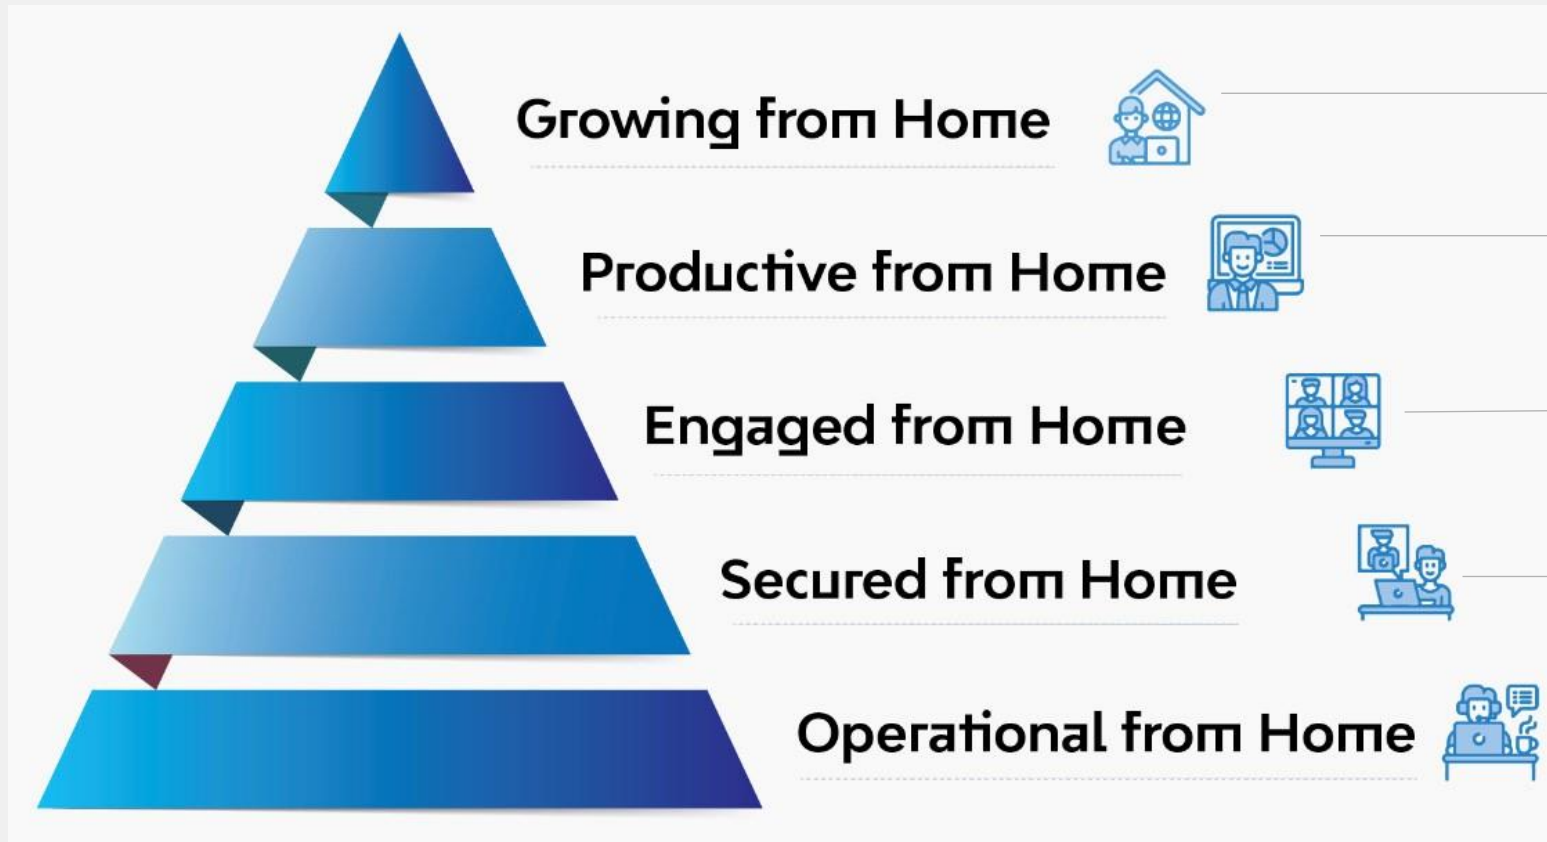 Growing from Home
Productive from Home
Engaged from Home
Secured from Home
Operational from Home